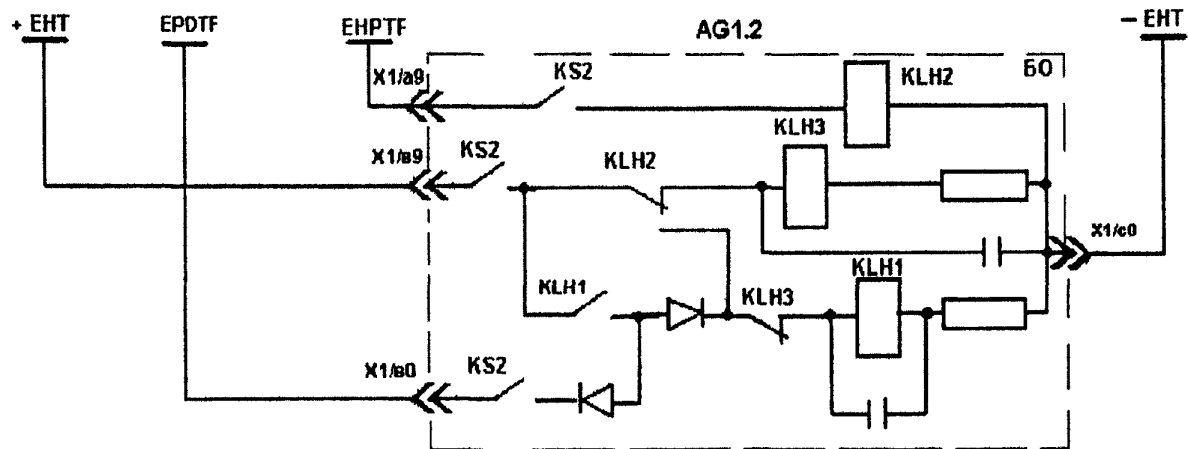 + EHT
EPDTF
EHPTF
AG1.2
— EHT
X1/a9
KS2
KLH2
БО
KLH3
X1/в9
KS2
KLH2
X1/c0
KLH1
KLH1
KLH3
X1/в0
KS2